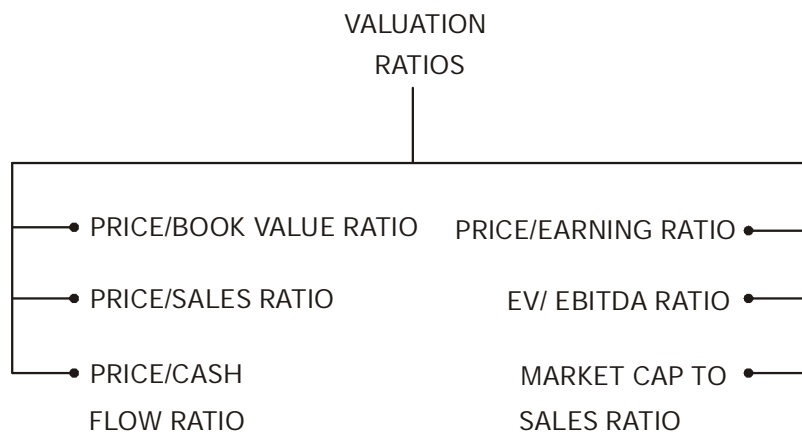 VALUATION
RATIOS
PRICE/BOOK VALUE RATIO
PRICE/SALES RATIO
PRICE/CASH
FLOW RATIO
PRICE/EARNING RATIO
EV/ EBITDA RATIO
MARKET CAP TO
SALES RATIO